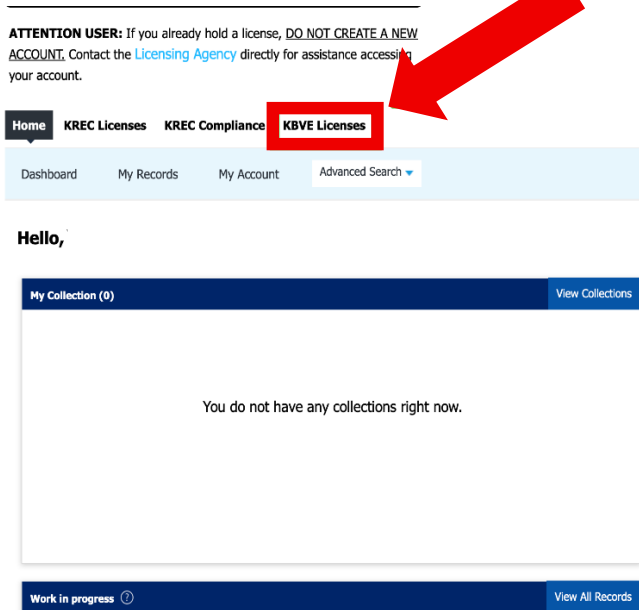 ATTENTION USER: If you already hold a license, DO NOT CREATE A NEW
ACCOUNT. Contact the Licensing Agency directly for assistance accessing
your account.
Home KREC Licenses KREC Compliance KBVE Licenses
Dashboard My Records My Account Advanced Search
Hello,
My Collection (0) View Collections
You do not have any collections right now.
Work in progress ? View All Records